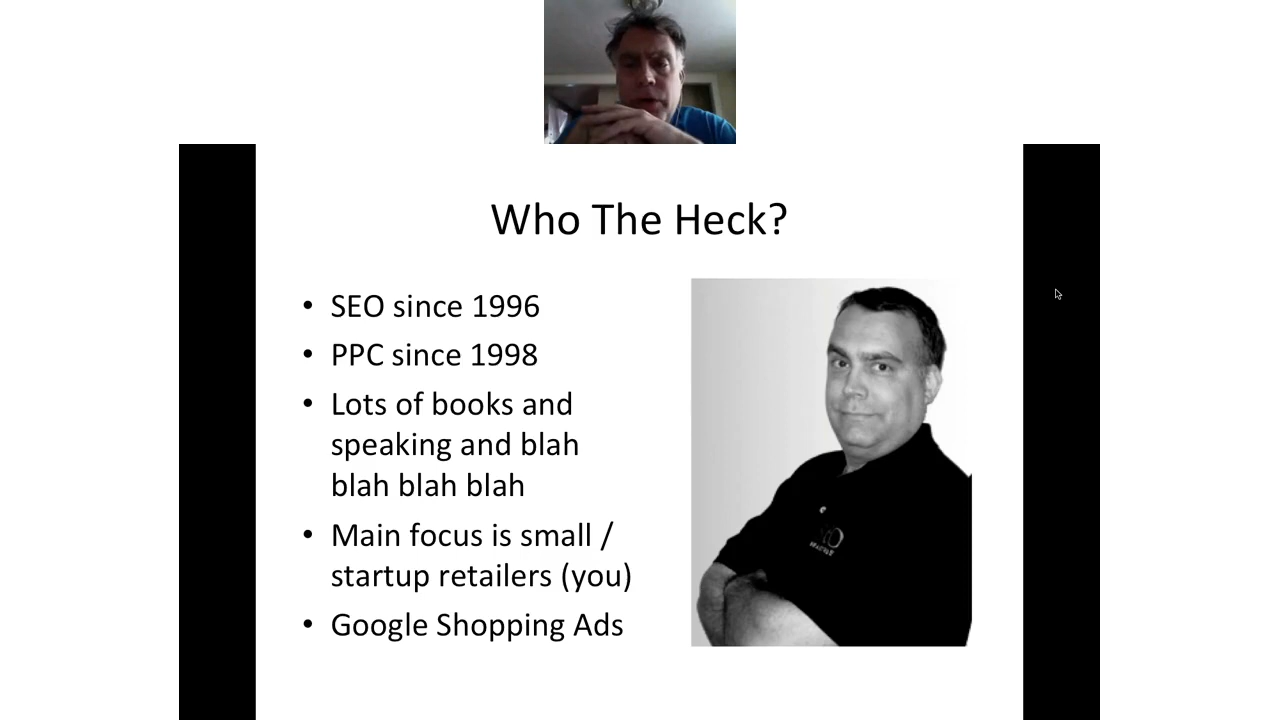 Who The Heck?
• SEO since 1996
• PPC since 1998
• Lots of books and
speaking and blah
blah blah blah
• Main focus is small /
startup retailers (you)
• Google Shopping Ads